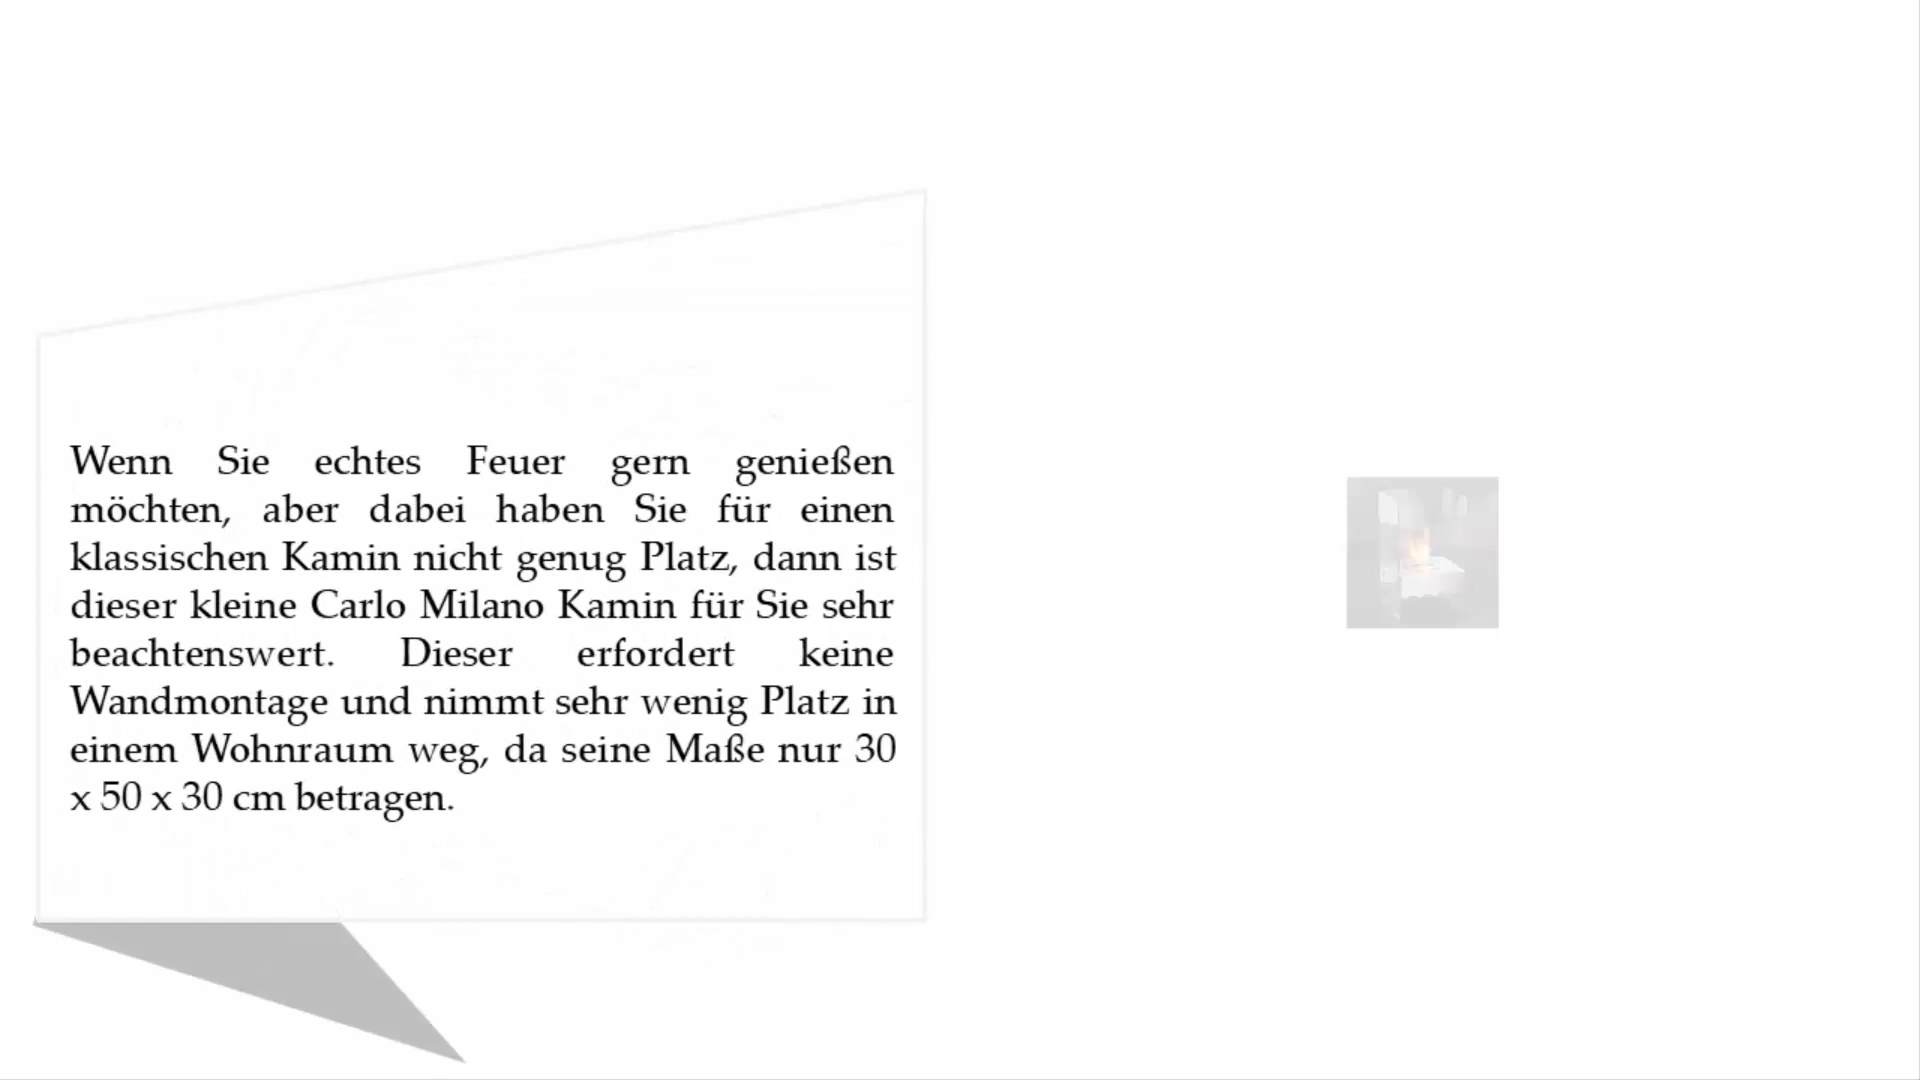 Wenn Sie echtes Feuer gern genießen
möchten, aber dabei haben Sie für einen
klassischen Kamin nicht genug Platz, dann ist
dieser kleine Carlo Milano Kamin für Sie sehr
beachtenswert. Dieser erfordert keine
Wandmontage und nimmt sehr wenig Platz in
einem Wohnraum weg, da seine Maße nur 30
x 50 x 30 cm betragen.